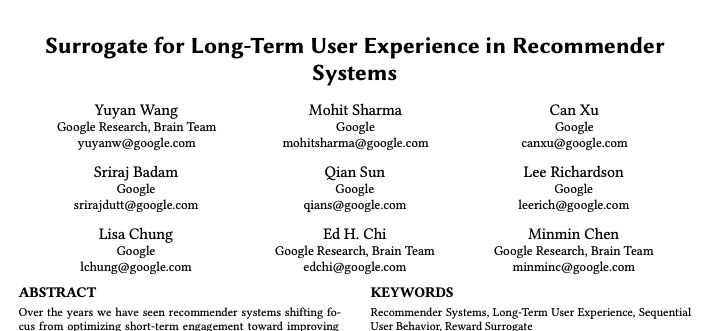 Surrogate for Long-Term User Experience in Recommender
Systems
Yuyan Wang
Google Research, Brain Team
yuyanw@google.com
Mohit Sharma
Google
mohitsharma@google.com
Can Xu
Google
canxu@google.com
Sriraj Badam
Google
srirajdutt@google.com
Qian Sun
Google
qians@google.com
Lee Richardson
Google
leerich@google.com
Lisa Chung
Google
lchung@google.com
Ed H. Chi
Google Research, Brain Team
edchi@google.com
Minmin Chen
Google Research, Brain Team
minminc@google.com
ABSTRACT
Over the years we have seen recommender systems shifting fo-
cus from optimizing short-term engagement toward improving
KEYWORDS
Recommender Systems, Long-Term User Experience, Sequential
User Behavior, Reward Surrogate